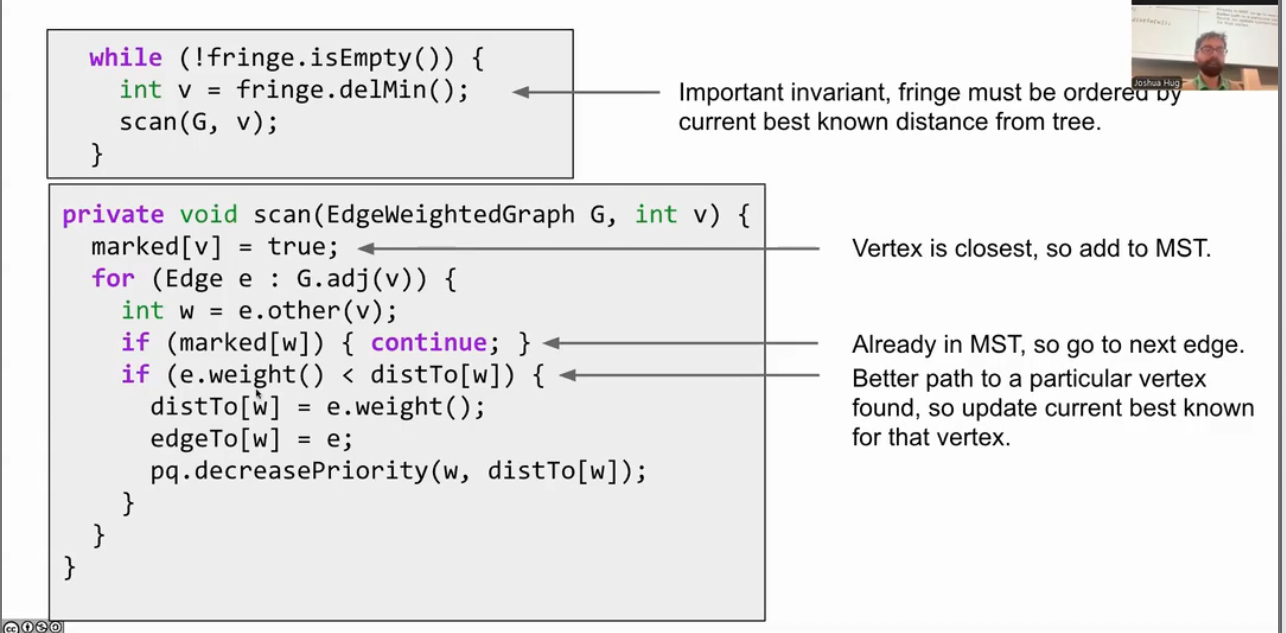 while (!fringe.isEmpty()) {
int v = fringe.delMin();
scan(G, v);
}
Important invariant, fringe must be ordered by
current best known distance from tree.
Joshua Hug
private void scan(EdgeWeightedGraph G, int v) {
marked[v] = true;
Vertex is closest, so add to MST.
for (Edge e : G.adj(v)) {
int w = e.other(v);
if (marked[w]) { continue; }
Already in MST, so go to next edge.
if (e.weight() < distTo[w]) {
Better path to a particular vertex
found, so update current best known
for that vertex.
distTo[w] = e.weight();
edgeTo[w] = e;
pq.decreasePriority(w, distTo[w]);
}
}
}
cc